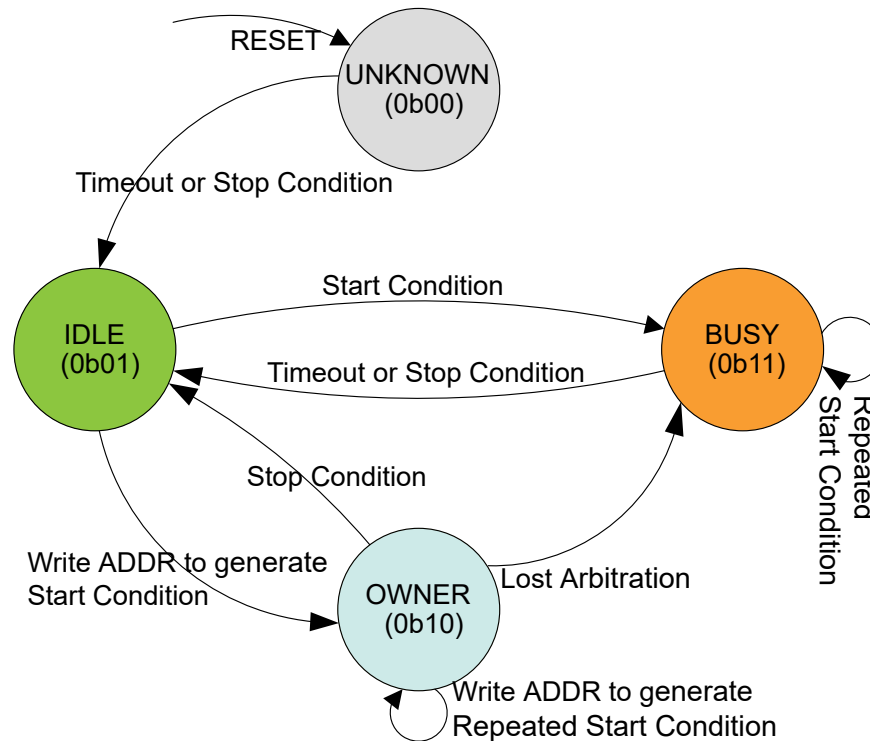 RESET
UNKNOWN
(0b00)
Timeout or Stop Condition
Start Condition
IDLE
(0b01)
BUSY
(0b11)
Timeout or Stop Condition
Repeated
Start Condition
Stop Condition
Write ADDR to generate
Start Condition
Lost Arbitration
OWNER
(0b10)
Write ADDR to generate
Repeated Start Condition